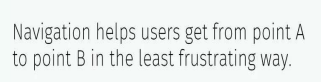 Navigation helps users get from point A
to point B in the least frustrating way.